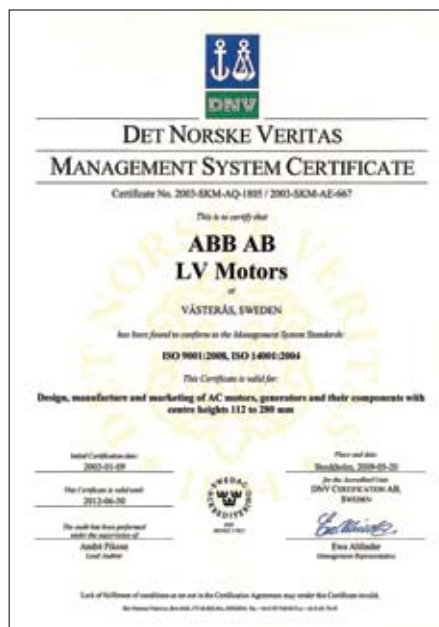 DNV
DET NORSKE VERITAS
MANAGEMENT SYSTEM CERTIFICATE
Certificate No. 2003-SKM-AQ-1805 / 2003-SKM-AE-667
This is to certify that
ABB AB
LV Motors
at
VÄSTERÅS, SWEDEN
has been found to conform to the Management System Standards:
ISO 9001:2008, ISO 14001:2004
This Certificate is valid for:
Design, manufacture and marketing of AC motors, generators and their components with
centre heights 112 to 280 mm
Initial Certification date:
2003-01-09
This Certificate is valid until:
2012-06-30
The audit has been performed
under the supervision of
André Pikose
Lead Auditor
SWEDAC
ACKREDITERING
Place and date
Stockholm, 2009-05-20
for the Accredited Unit
DNV CERTIFICATION AB,
SWEDEN
Ewa Ahlinder
Management Representative
Lack of fulfilment of conditions as set out in the Certification Agreement may render this Certificate invalid.